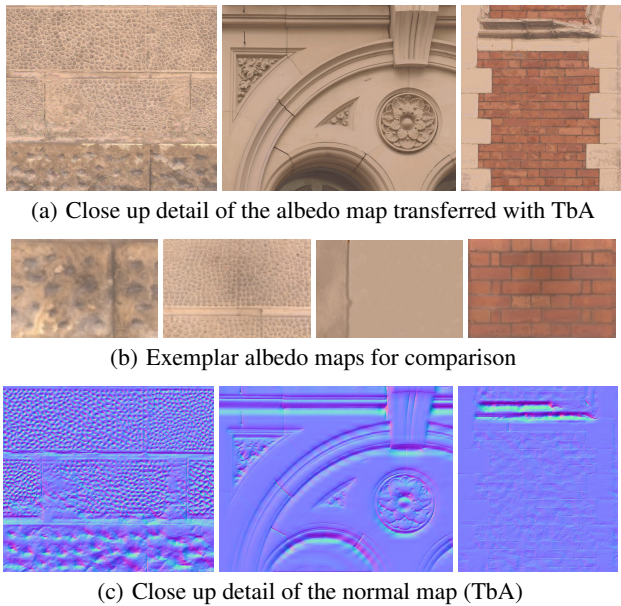 (a) Close up detail of the albedo map transferred with TbA
(b) Exemplar albedo maps for comparison
(c) Close up detail of the normal map (TbA)